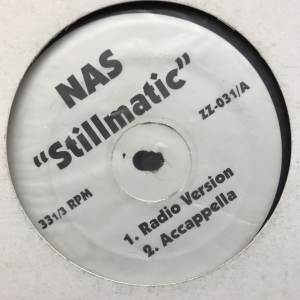 NAS
"Stillmatic"
ZZ-031/A
33 1/3 RPM
1. Radio Version
2. Accappella